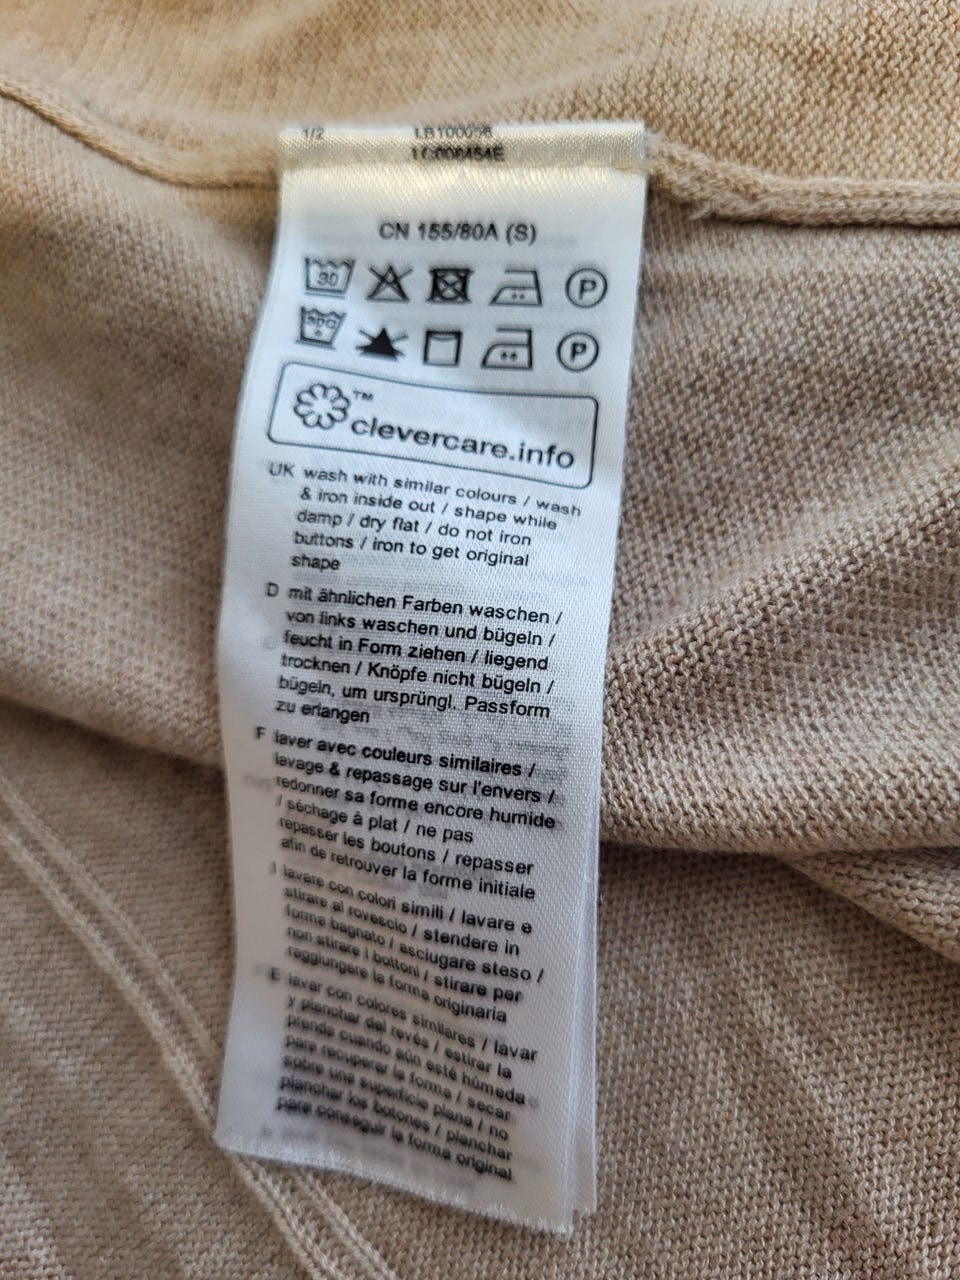 1/2 LB100056
LC006454E
CN 155/80A (S)
30 P
P
clevercare.info™
UK wash with similar colours / wash
& iron inside out / shape while
damp / dry flat / do not iron
buttons / iron to get original
shape
D mit ähnlichen Farben waschen /
von links waschen und bügeln /
feucht in Form ziehen / liegend
trocknen / Knöpfe nicht bügeln /
bügeln, um ursprüngl. Passform
zu erlangen
F laver avec couleurs similaires /
lavage & repassage sur l'envers /
redonner sa forme encore humide
/ séchage à plat / ne pas
repasser les boutons / repasser
afin de retrouver la forme initiale
I lavare con colori simili / lavare e
stirare al rovescio / stendere in
forma bagnato / asciugare steso /
non stirare i bottoni / stirare per
raggiungere la forma originaria
E lavar con colores similares / lavar
y planchar del revés / estirar la
prenda cuando aún esté húmeda
para recuperar la forma / secar
sobre una superficie plana / no
planchar los botones / planchar
para conseguir la forma original